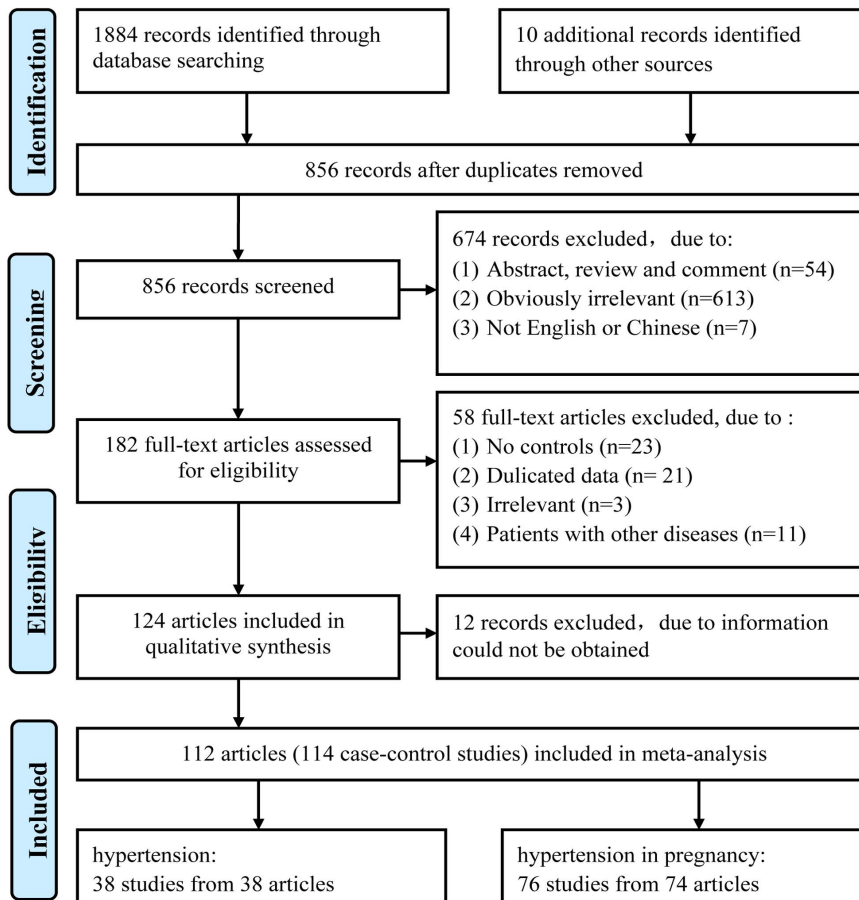 Identification
1884 records identified through
database searching
10 additional records identified
through other sources
856 records after duplicates removed
Screening
856 records screened
674 records excluded，due to:
(1) Abstract, review and comment (n=54)
(2) Obviously irrelevant (n=613)
(3) Not English or Chinese (n=7)
182 full-text articles assessed
for eligibility
58 full-text articles excluded, due to :
(1) No controls (n=23)
(2) Dulicated data (n= 21)
(3) Irrelevant (n=3)
(4) Patients with other diseases (n=11)
Eligibility
124 articles included in
qualitative synthesis
12 records excluded，due to information
could not be obtained
Included
112 articles (114 case-control studies) included in meta-analysis
hypertension:
38 studies from 38 articles
hypertension in pregnancy:
76 studies from 74 articles